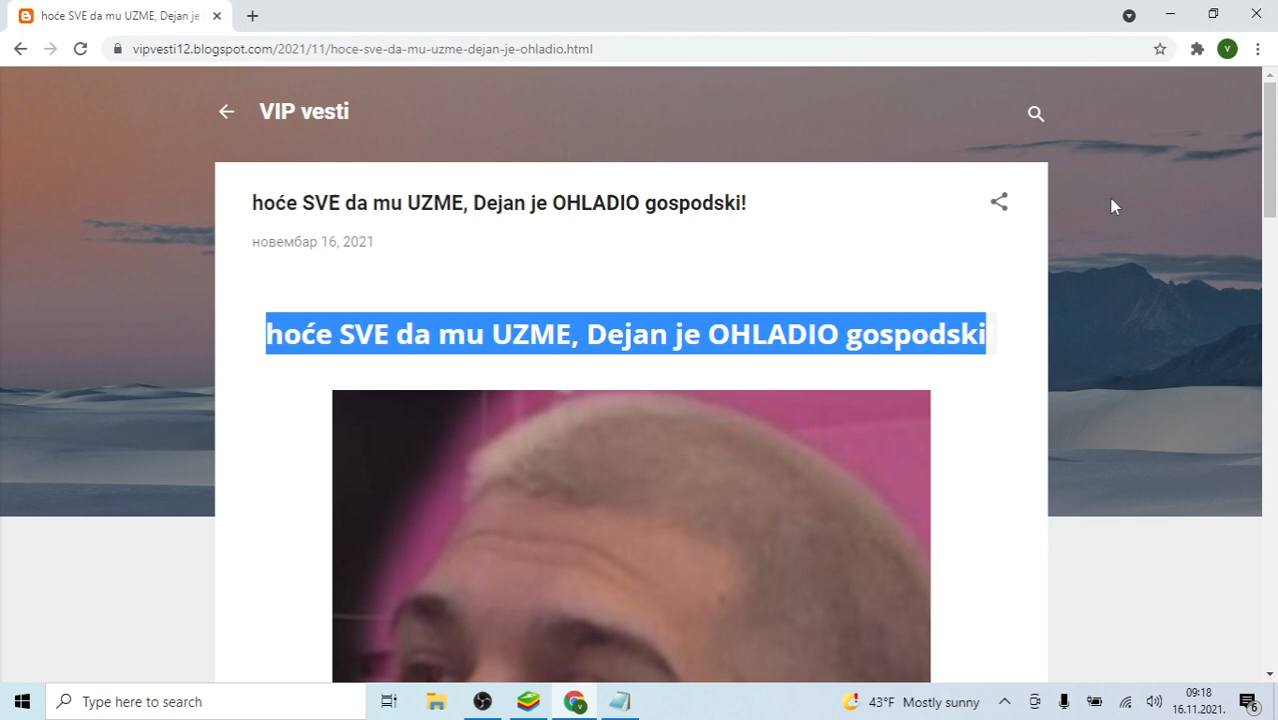 hoće SVE da mu UZME, Dejan je
vipvesti12.blogspot.com/2021/11/hoce-sve-da-mu-uzme-dejan-je-ohladio.html
V
VIP vesti
hoće SVE da mu UZME, Dejan je OHLADIO gospodski!
новембар 16, 2021
hoće SVE da mu UZME, Dejan je OHLADIO gospodski!
Type here to search
V
43°F Mostly sunny
09:18
16.11.2021.
6